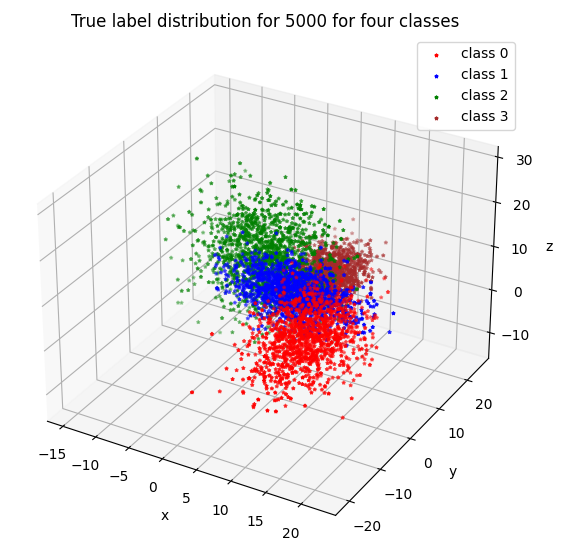 True label distribution for 5000 for four classes
class 0
class 1
class 2
class 3
30
20
10
0
−10
z
20
10
0
−10
−20
y
−15
−10
−5
0
5
10
15
20
x